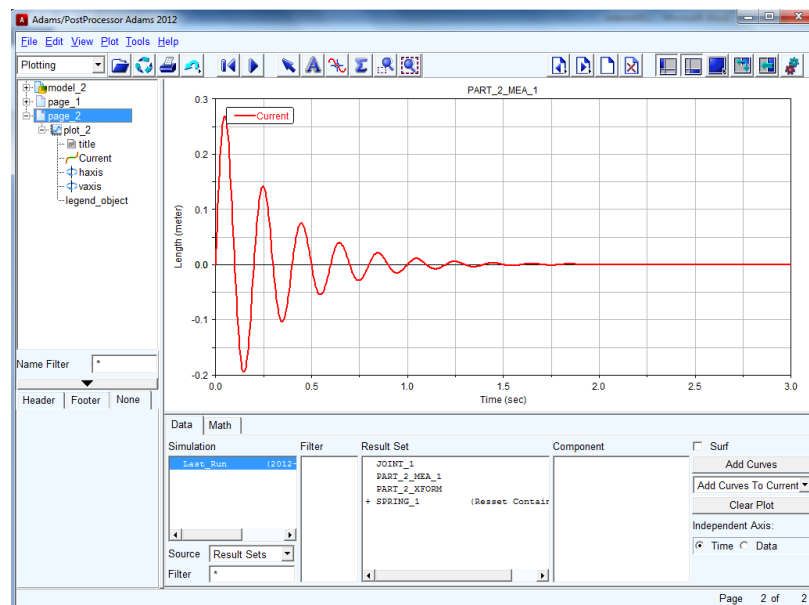 Adams/PostProcessor Adams 2012
File Edit View Plot Tools Help
Plotting
model_2
page_1
page_2
plot_2
title
Current
haxis
vaxis
legend_object
Name Filter *
Header Footer None
PART_2_MEA_1
Current
0.3
0.2
0.1
0.0
-0.1
-0.2
Length (meter)
0.0 0.5 1.0 1.5 2.0 2.5 3.0
Time (sec)
Data Math
Simulation Filter Result Set Component Surf
Last_Run (2012-
JOINT_1
PART_2_MEA_1
PART_2_XFORM
+ SPRING_1 (Resset Contain
Add Curves
Add Curves To Current
Clear Plot
Independent Axis:
Time Data
Source Result Sets
Filter *
Page 2 of 2